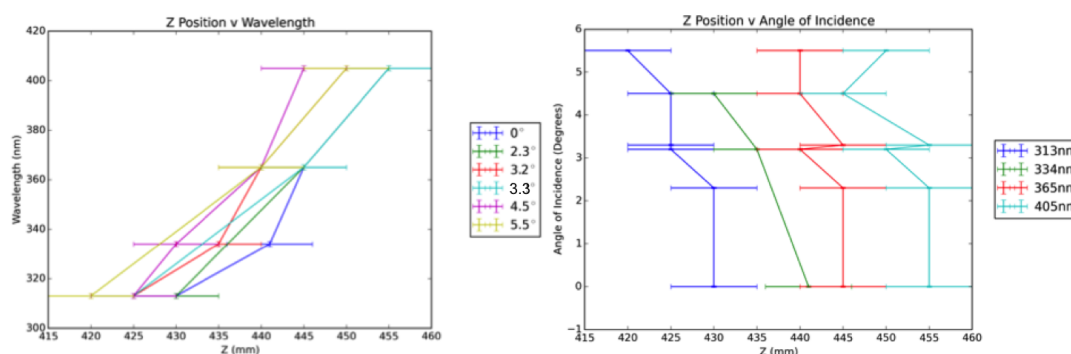 Z Position v Wavelength
420
400
380
360
340
320
300
Wavelength (nm)
415 420 425 430 435 440 445 450 455 460
Z (mm)
0°
2.3°
3.2°
3.3°
4.5°
5.5°
Z Position v Angle of Incidence
6
5
4
3
2
1
0
−1
Angle of Incidence (Degrees)
415 420 425 430 435 440 445 450 455 460
Z (mm)
313nm
334nm
365nm
405nm